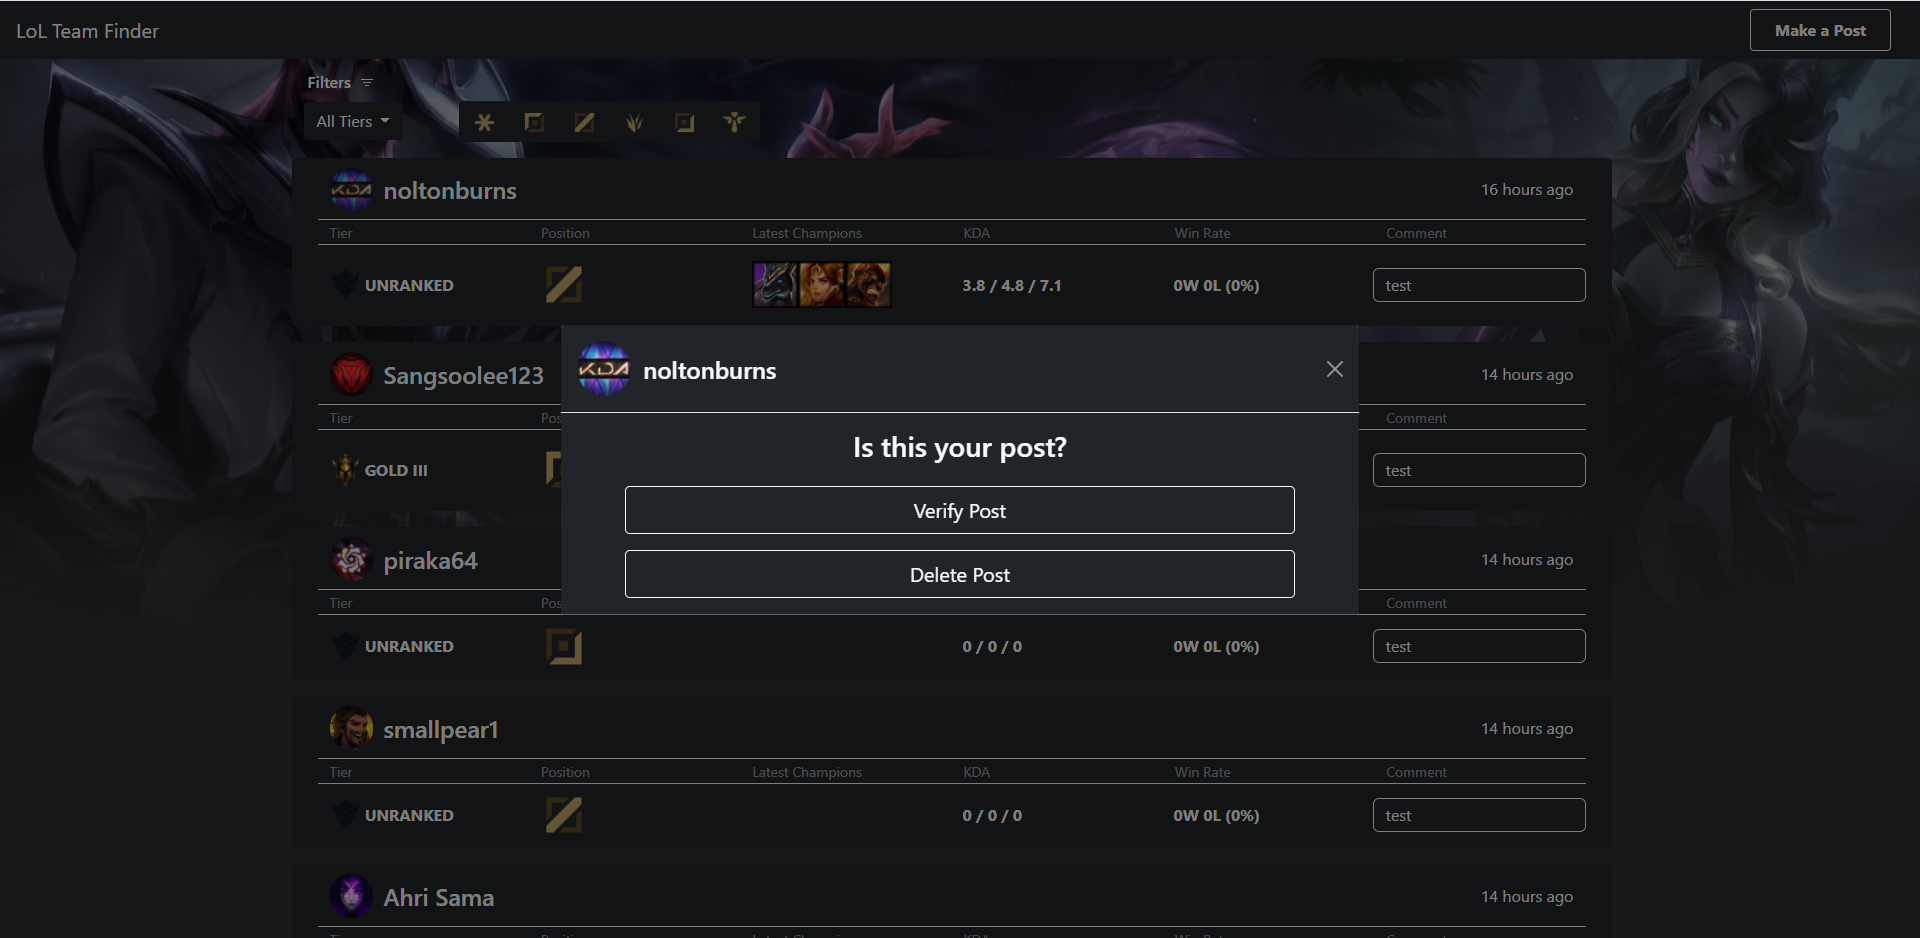 LoL Team Finder
Make a Post
Filters
All Tiers
KDA
noltonburns
16 hours ago
Tier Position Latest Champions KDA Win Rate Comment
UNRANKED 3.8 / 4.8 / 7.1 0W 0L (0%) test
KDA
noltonburns
Is this your post?
Verify Post
Delete Post
Sangsoolee123
14 hours ago
Tier Pos Comment
GOLD III test
piraka64
14 hours ago
Tier Pos Comment
UNRANKED 0 / 0 / 0 0W 0L (0%) test
smallpear1
14 hours ago
Tier Position Latest Champions KDA Win Rate Comment
UNRANKED 0 / 0 / 0 0W 0L (0%) test
Ahri Sama
14 hours ago